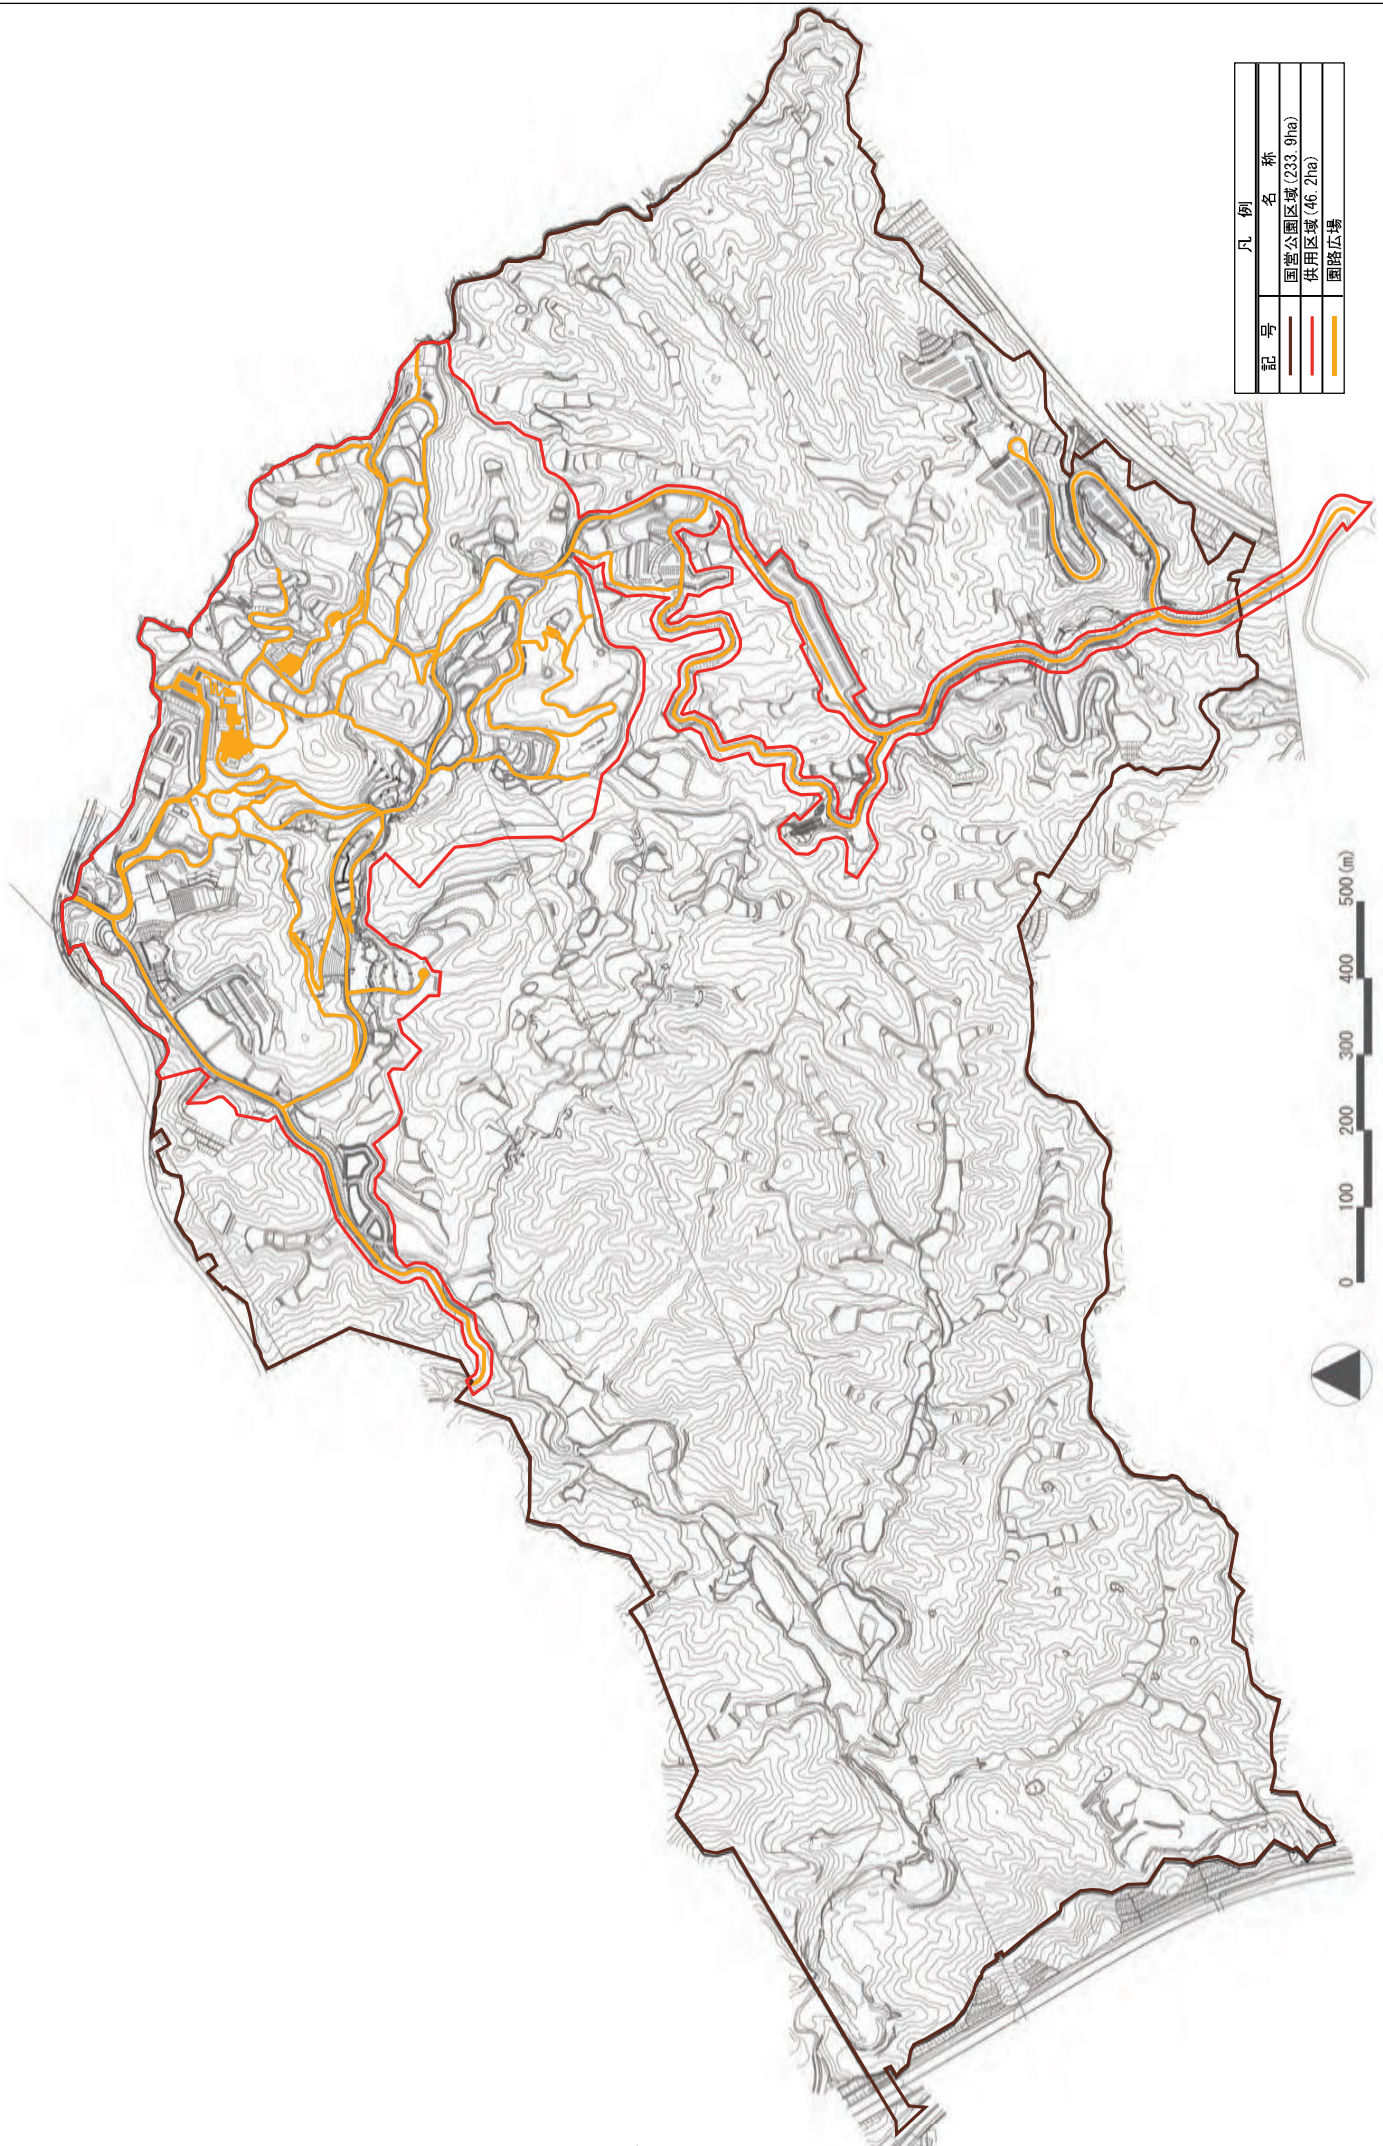 凡　例
記　号　名　称
国営公園区域(233.9ha)
供用区域(46.2ha)
園路広場
0 100 200 300 400 500(m)